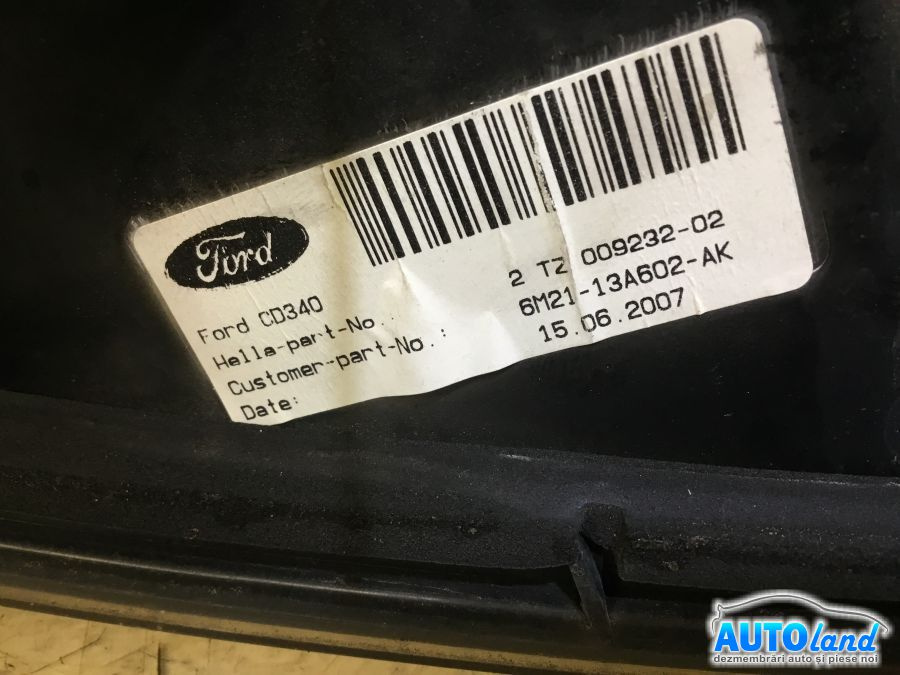 Ford
Ford CD340
Hella-part-No.: 2 TZ 009232-02
Customer-part-No.: 6M21-13A602-AK
Date: 15.06.2007
AUTOland
dezmembrări auto și piese noi